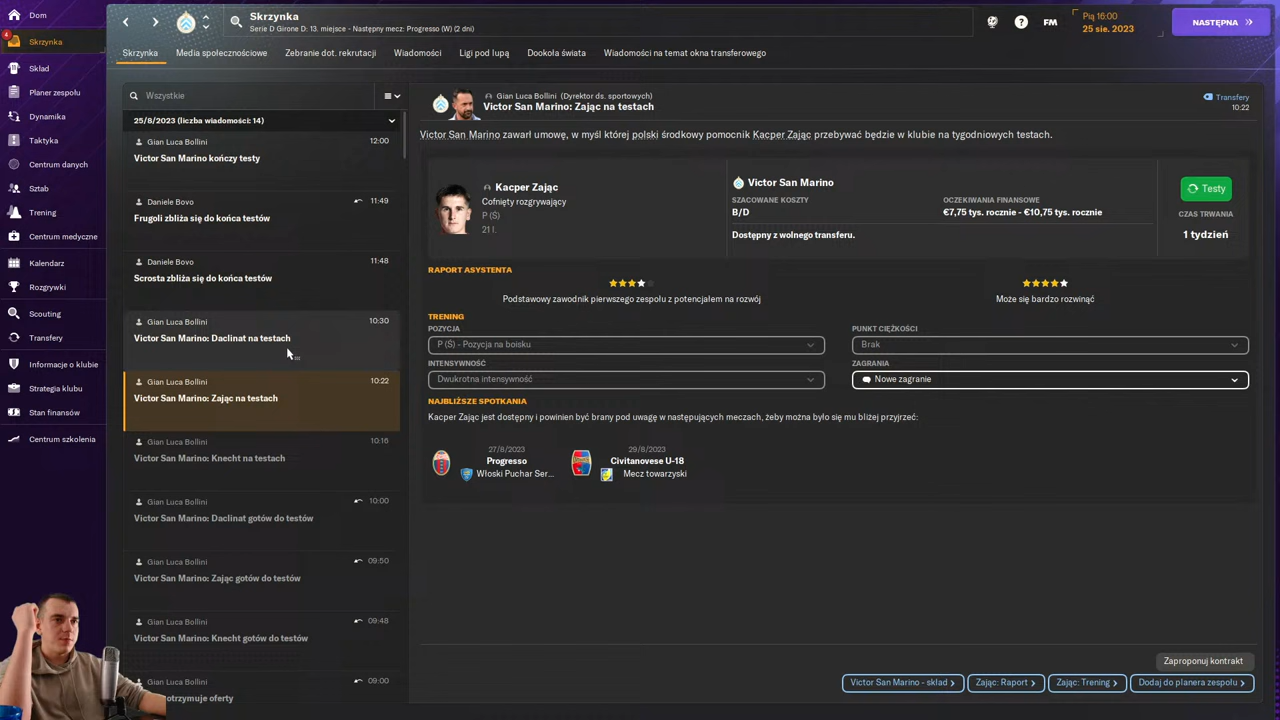 Dom
4
Skrzynka
Skład
Planer zespołu
Dynamika
Taktyka
Centrum danych
Sztab
Trening
Centrum medyczne
Kalendarz
Rozgrywki
Scouting
Transfery
Informacje o klubie
Strategia klubu
Stan finansów
Centrum szkolenia
Skrzynka
Serie D Girone D: 13. miejsce - Następny mecz: Progresso (W) (2 dni)
?
FM
Pią 16:00
25 sie. 2023
NASTĘPNA
Skrzynka
Media społecznościowe
Zebranie dot. rekrutacji
Wiadomości
Ligi pod lupą
Dookoła świata
Wiadomości na temat okna transferowego
Wszystkie
25/8/2023 (liczba wiadomości: 14)
Gian Luca Bollini 12:00
Victor San Marino kończy testy
Daniele Bovo 11:49
Frugoli zbliża się do końca testów
Daniele Bovo 11:48
Scrosta zbliża się do końca testów
Gian Luca Bollini 10:30
Victor San Marino: Daclinat na testach
Gian Luca Bollini 10:22
Victor San Marino: Zając na testach
Gian Luca Bollini 10:16
Victor San Marino: Knecht na testach
Gian Luca Bollini 10:00
Victor San Marino: Daclinat gotów do testów
Gian Luca Bollini 09:50
Victor San Marino: Zając gotów do testów
Gian Luca Bollini 09:48
Victor San Marino: Knecht gotów do testów
Gian Luca Bollini 09:00
otrzymuje oferty
Gian Luca Bollini (Dyrektor ds. sportowych)
Victor San Marino: Zając na testach
Transfery
10:22
Victor San Marino zawarł umowę, w myśl której polski środkowy pomocnik Kacper Zając przebywać będzie w klubie na tygodniowych testach.
Kacper Zając
Cofnięty rozgrywający
P (Ś)
21 l.
Victor San Marino
SZACOWANE KOSZTY
B/D
OCZEKIWANIA FINANSOWE
€7,75 tys. rocznie - €10,75 tys. rocznie
Dostępny z wolnego transferu.
Testy
CZAS TRWANIA
1 tydzień
RAPORT ASYSTENTA
Podstawowy zawodnik pierwszego zespołu z potencjałem na rozwój
Może się bardzo rozwinąć
TRENING
POZYCJA
P (Ś) - Pozycja na boisku
PUNKT CIĘŻKOŚCI
Brak
INTENSYWNOŚĆ
Dwukrotna intensywność
ZAGRANIA
Nowe zagranie
NAJBLIŻSZE SPOTKANIA
Kacper Zając jest dostępny i powinien być brany pod uwagę w następujących meczach, żeby można było się mu bliżej przyjrzeć:
27/8/2023
Progresso
Włoski Puchar Ser...
29/8/2023
Civitanovese U-18
Mecz towarzyski
Zaproponuj kontrakt
Victor San Marino - skład
Zając: Raport
Zając: Trening
Dodaj do planera zespołu